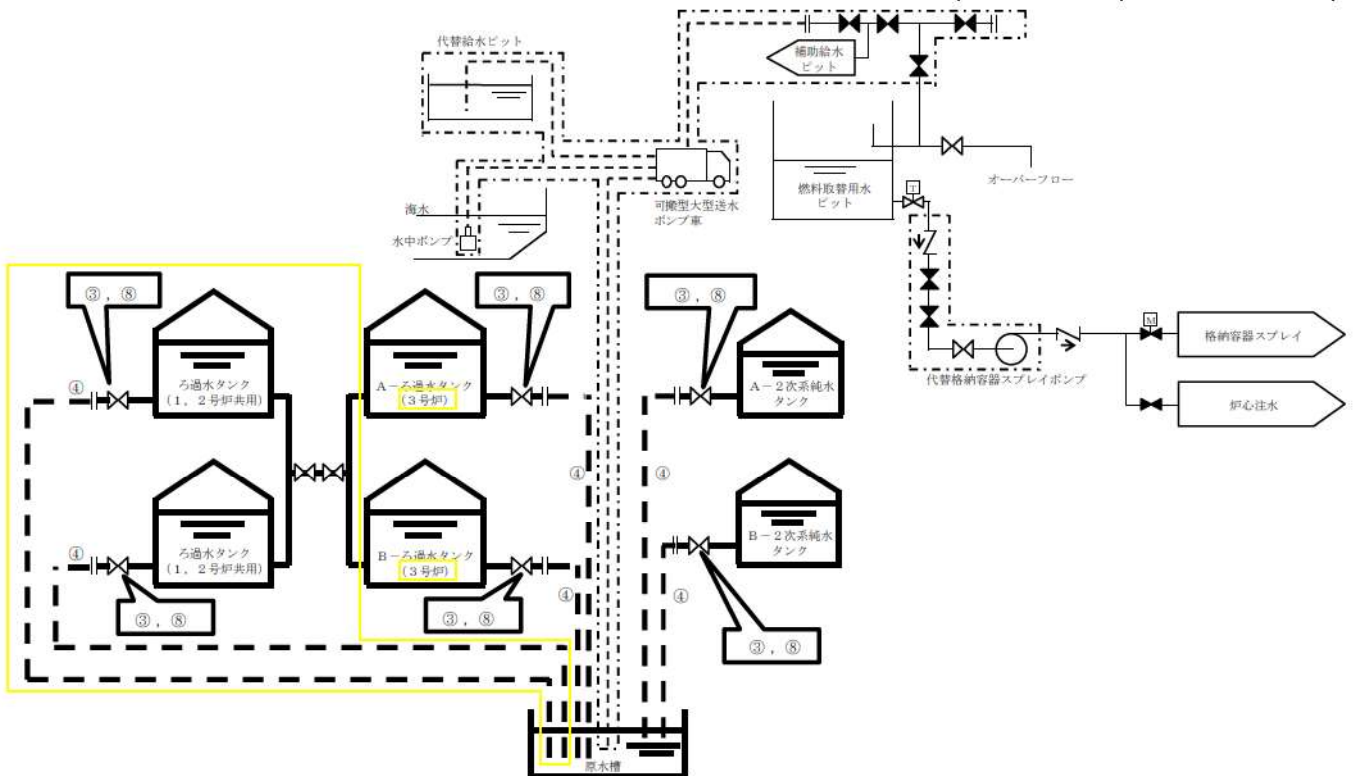 代替給水ピット
補助給水
ピット
オーバーフロー
燃料取替用水
ピット
T
可搬型大型送水
ポンプ車
海水
水中ポンプ
③，⑧
③，⑧
③，⑧
M
格納容器スプレイ
代替格納容器スプレイポンプ
炉心注水
④
ろ過水タンク
(１，２号炉共用)
Ａ－ろ過水タンク
(３号炉)
Ａ－２次系純水
タンク
④
④
④
ろ過水タンク
(１，２号炉共用)
Ｂ－ろ過水タンク
(３号炉)
Ｂ－２次系純水
タンク
④
④
③，⑧
③，⑧
③，⑧
原水槽